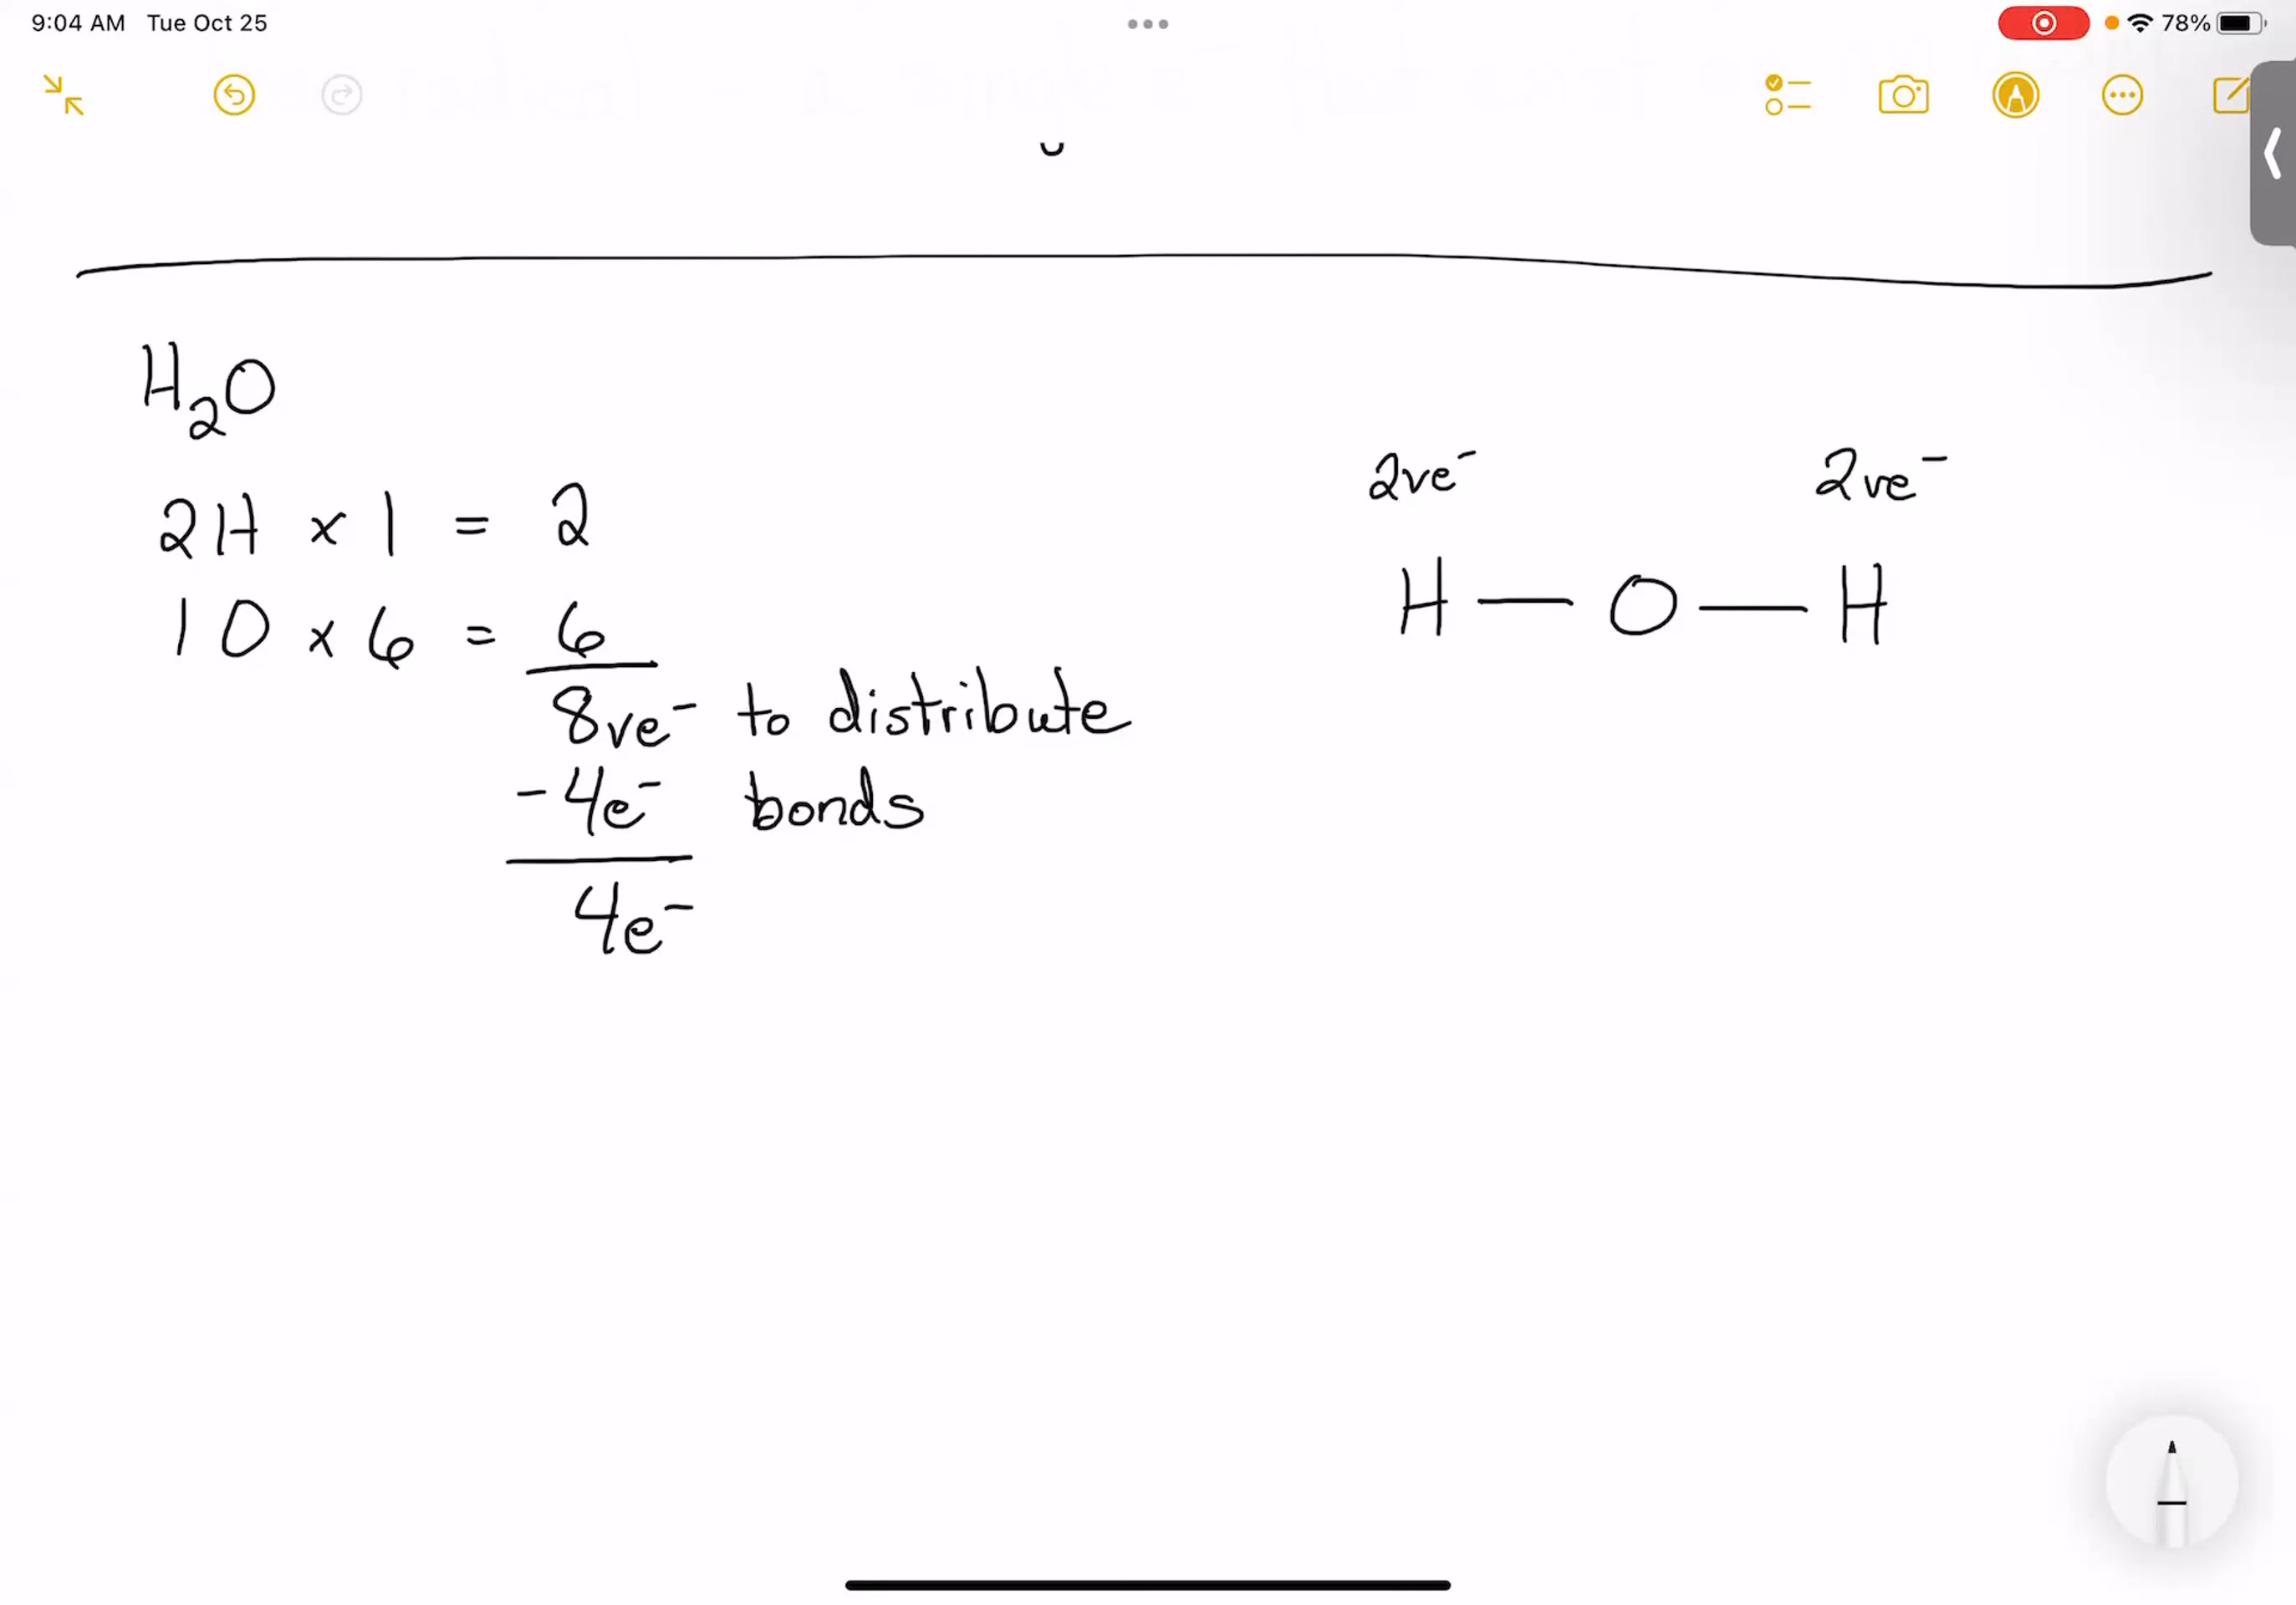 9:04 AM Tue Oct 25
78%
H₂O
2H × 1 = 2
1O × 6 = 6
8ve⁻ to distribute
-4e⁻ bonds
4e⁻
2ve⁻ 2ve⁻
H — O — H